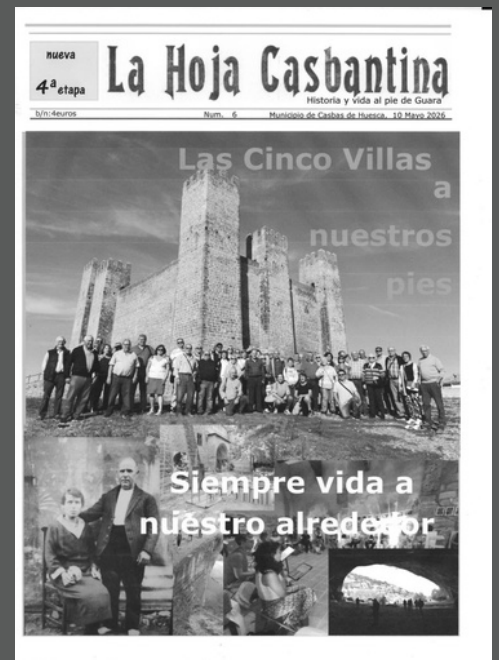 nueva
4ª etapa
La Hoja Casbantina
Historia y vida al pie de Guara
b/n:4euros Num. 6 Municipio de Casbas de Huesca, 10 Mayo 2026
Las Cinco Villas
a
nuestros
pies
Siempre vida a
nuestro alrededor